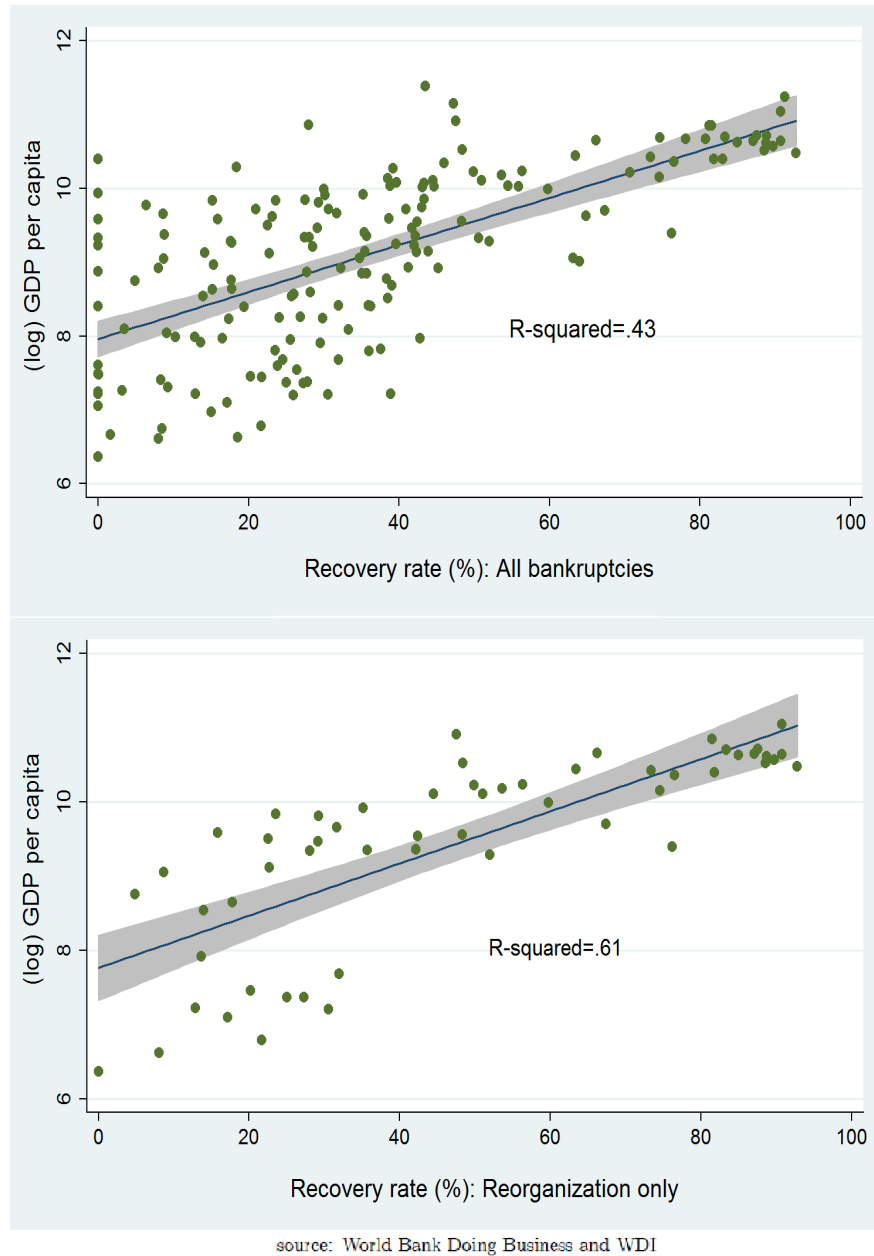 12
10
8
6
(log) GDP per capita
R-squared=.43
0 20 40 60 80 100
Recovery rate (%): All bankruptcies
12
10
8
6
(log) GDP per capita
R-squared=.61
0 20 40 60 80 100
Recovery rate (%): Reorganization only
source: World Bank Doing Business and WDI